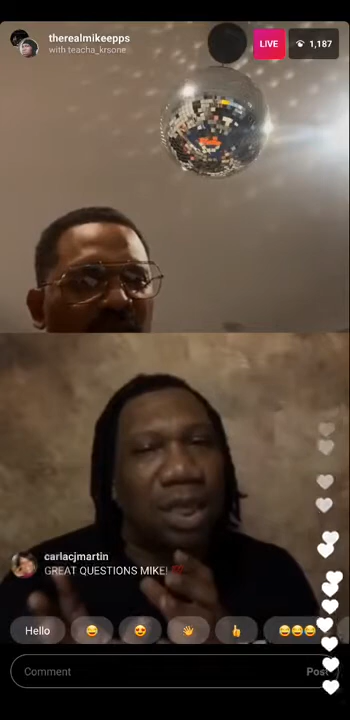 therealmikeepps
with teacha_krsone
LIVE
1,187
carlacjmartin
GREAT QUESTIONS MIKE!
Hello
Comment
Post